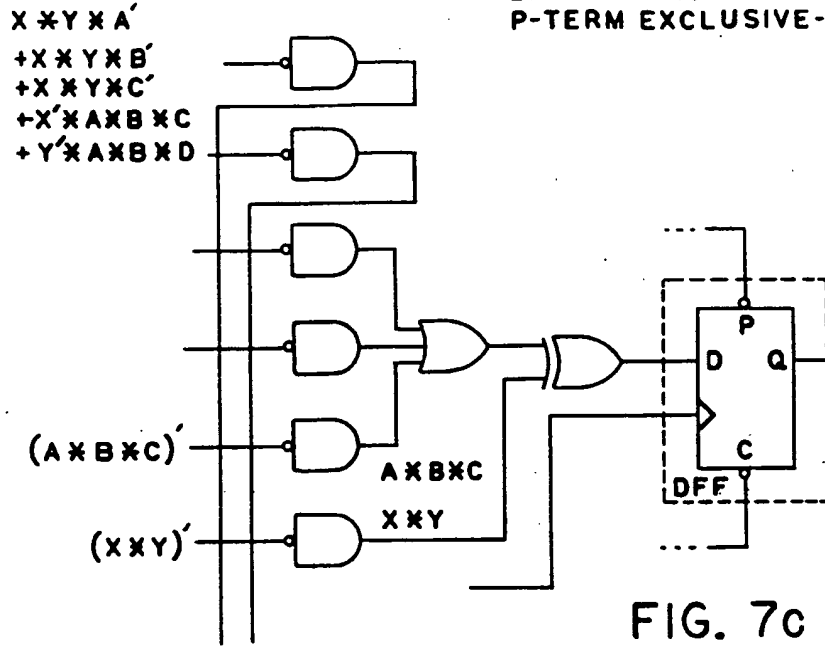 X * Y * A'
+X * Y * B'
+X * Y * C'
+X' * A * B * C
+ Y' * A * B * D
P-TERM EXCLUSIVE-
P
D
Q
C
DFF
(A * B * C)'
A * B * C
(X * Y)'
X * Y
FIG. 7c